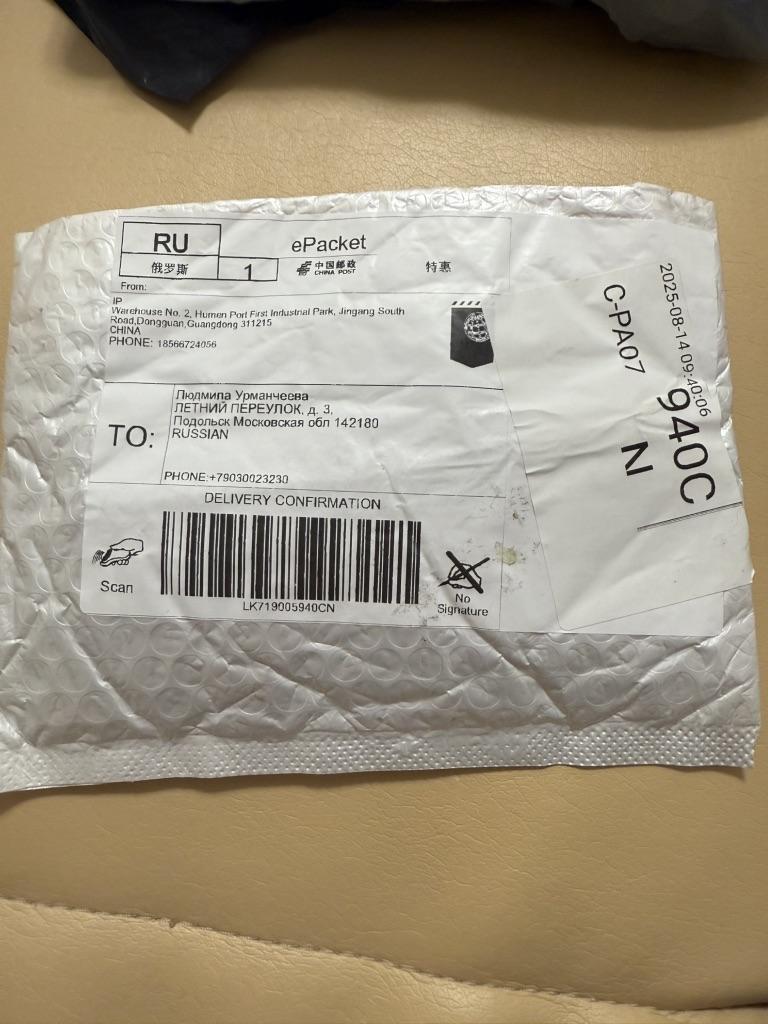 RU
ePacket
俄罗斯
1
中国邮政
CHINA POST
特惠
From:
IP
Warehouse No. 2, Humen Port First Industrial Park, Jingang South
Road,Dongguan,Guangdong 311215
CHINA
PHONE: 18566724056
TO:
Людмила Урманчеева
ЛЕТНИЙ ПЕРЕУЛОК, д. 3,
Подольск Московская обл 142180
RUSSIAN
PHONE:+79030023230
DELIVERY CONFIRMATION
Scan
No
Signature
LK719005940CN
2025-08-14 09:40:06
C-PA07
940C
N